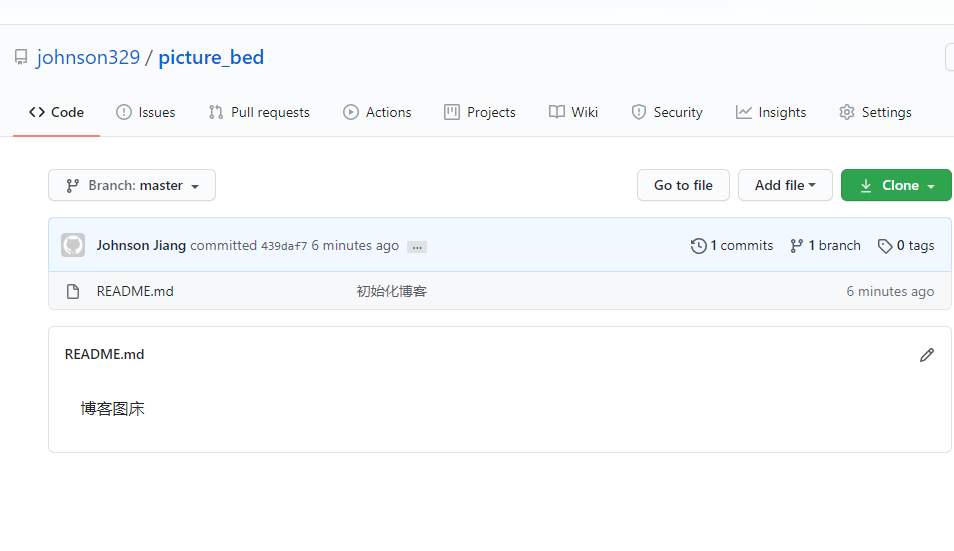 johnson329 / picture_bed
Code Issues Pull requests Actions Projects Wiki Security Insights Settings
Branch: master Go to file Add file Clone
Johnson Jiang committed 439daf7 6 minutes ago ... 1 commits 1 branch 0 tags
README.md 初始化博客 6 minutes ago
README.md
博客图床